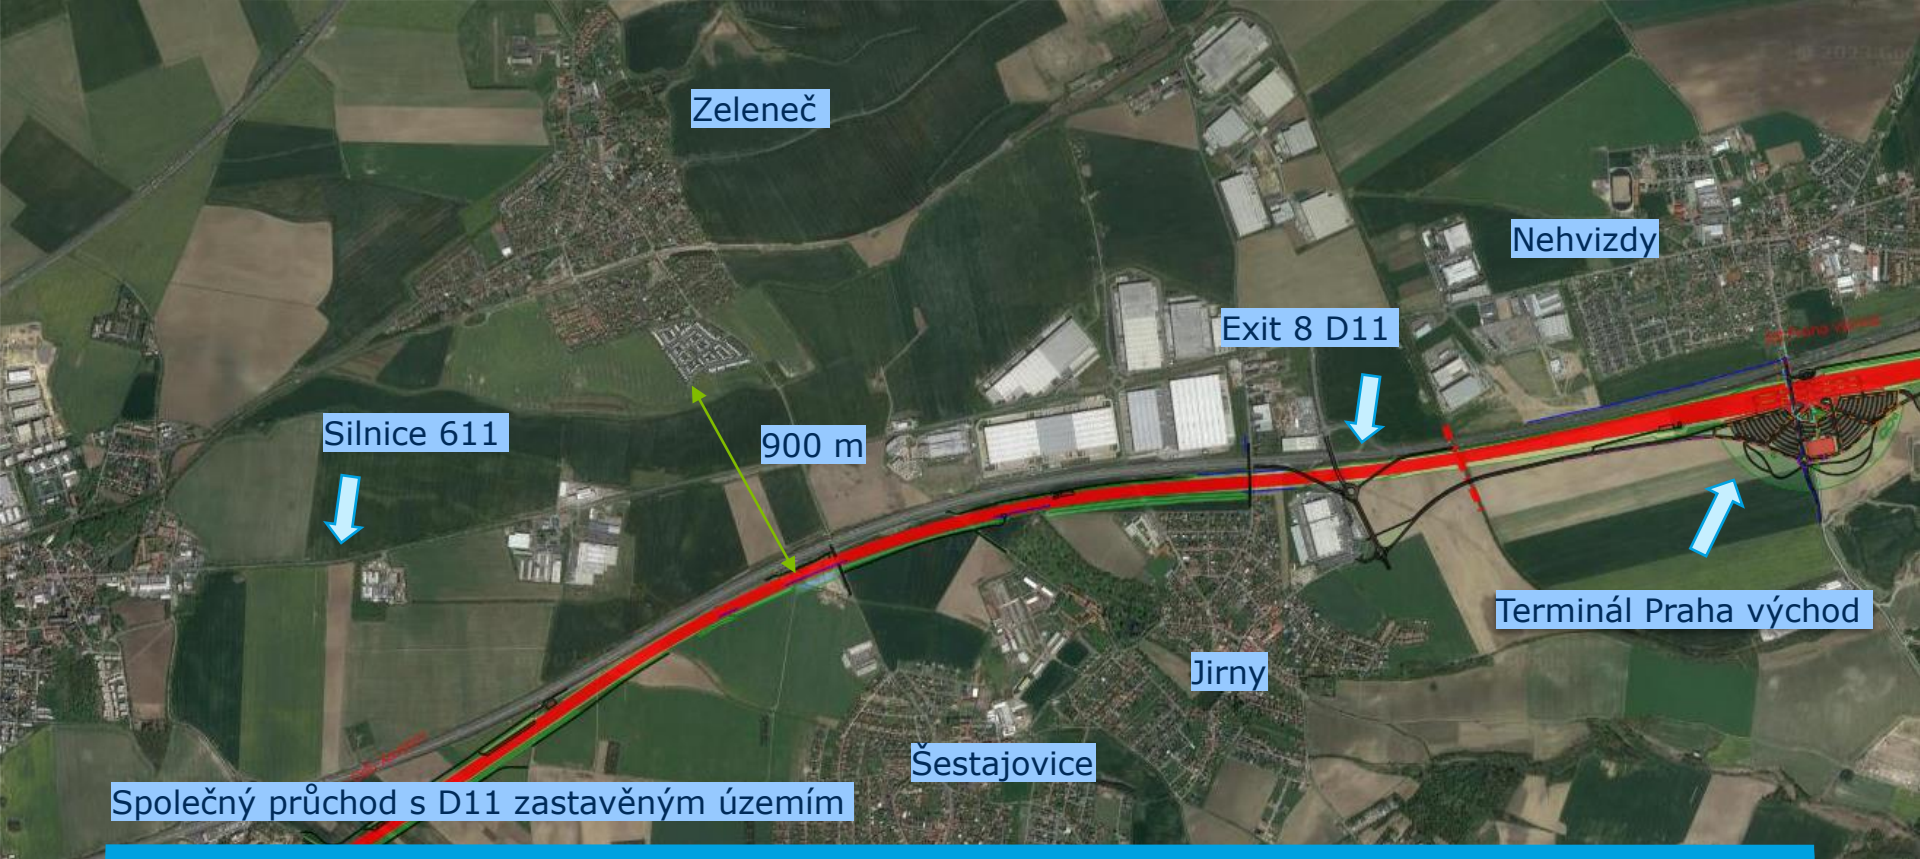 Zeleneč
Nehvizdy
Exit 8 D11
Silnice 611
900 m
Terminál Praha východ
Jirny
Šestajovice
Společný průchod s D11 zastavěným územím